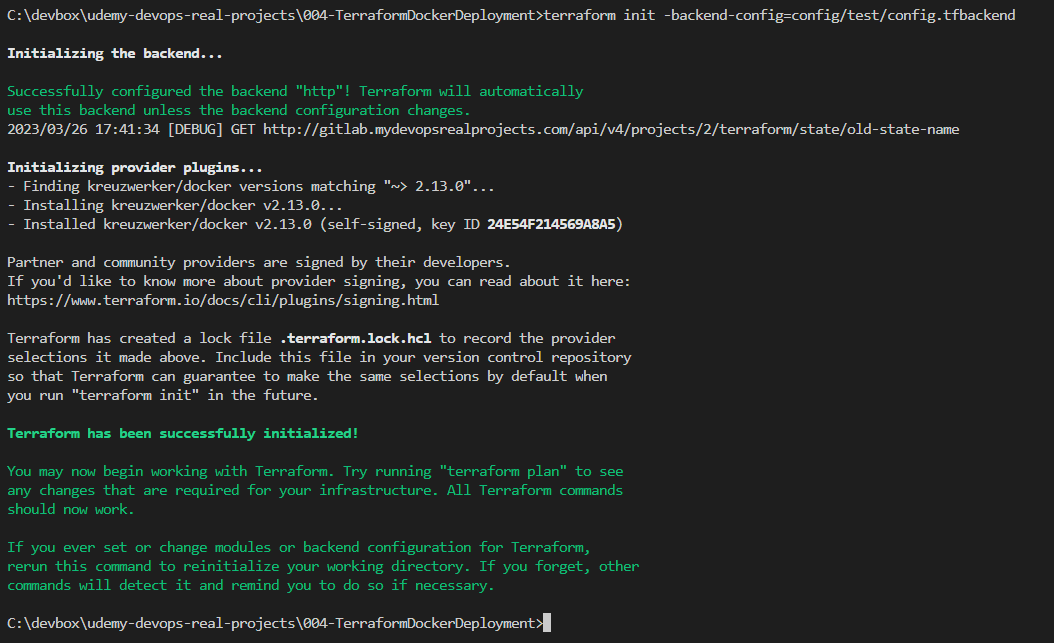 C:\devbox\udemy-devops-real-projects\004-TerraformDockerDeployment>terraform init -backend-config=config/test/config.tfbackend
Initializing the backend...
Successfully configured the backend "http"! Terraform will automatically
use this backend unless the backend configuration changes.
2023/03/26 17:41:34 [DEBUG] GET http://gitlab.mydevopsrealprojects.com/api/v4/projects/2/terraform/state/old-state-name
Initializing provider plugins...
- Finding kreuzwerker/docker versions matching "~> 2.13.0"...
- Installing kreuzwerker/docker v2.13.0...
- Installed kreuzwerker/docker v2.13.0 (self-signed, key ID 24E54F214569A8A5)
Partner and community providers are signed by their developers.
If you'd like to know more about provider signing, you can read about it here:
https://www.terraform.io/docs/cli/plugins/signing.html
Terraform has created a lock file .terraform.lock.hcl to record the provider
selections it made above. Include this file in your version control repository
so that Terraform can guarantee to make the same selections by default when
you run "terraform init" in the future.
Terraform has been successfully initialized!
You may now begin working with Terraform. Try running "terraform plan" to see
any changes that are required for your infrastructure. All Terraform commands
should now work.
If you ever set or change modules or backend configuration for Terraform,
rerun this command to reinitialize your working directory. If you forget, other
commands will detect it and remind you to do so if necessary.
C:\devbox\udemy-devops-real-projects\004-TerraformDockerDeployment>